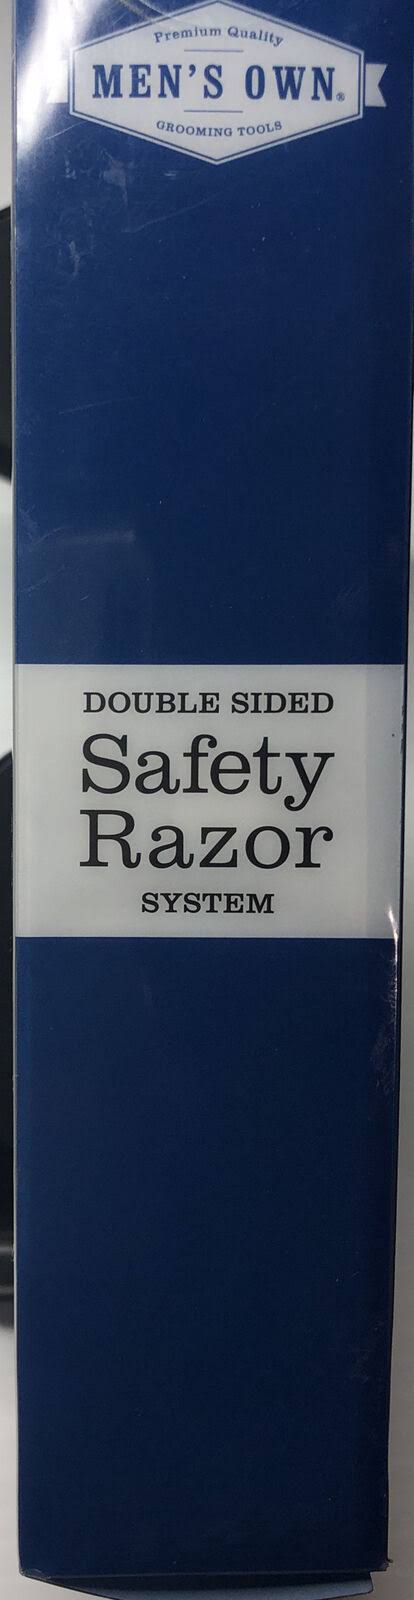 Premium Quality
MEN'S OWN®
GROOMING TOOLS
DOUBLE SIDED
Safety
Razor
SYSTEM